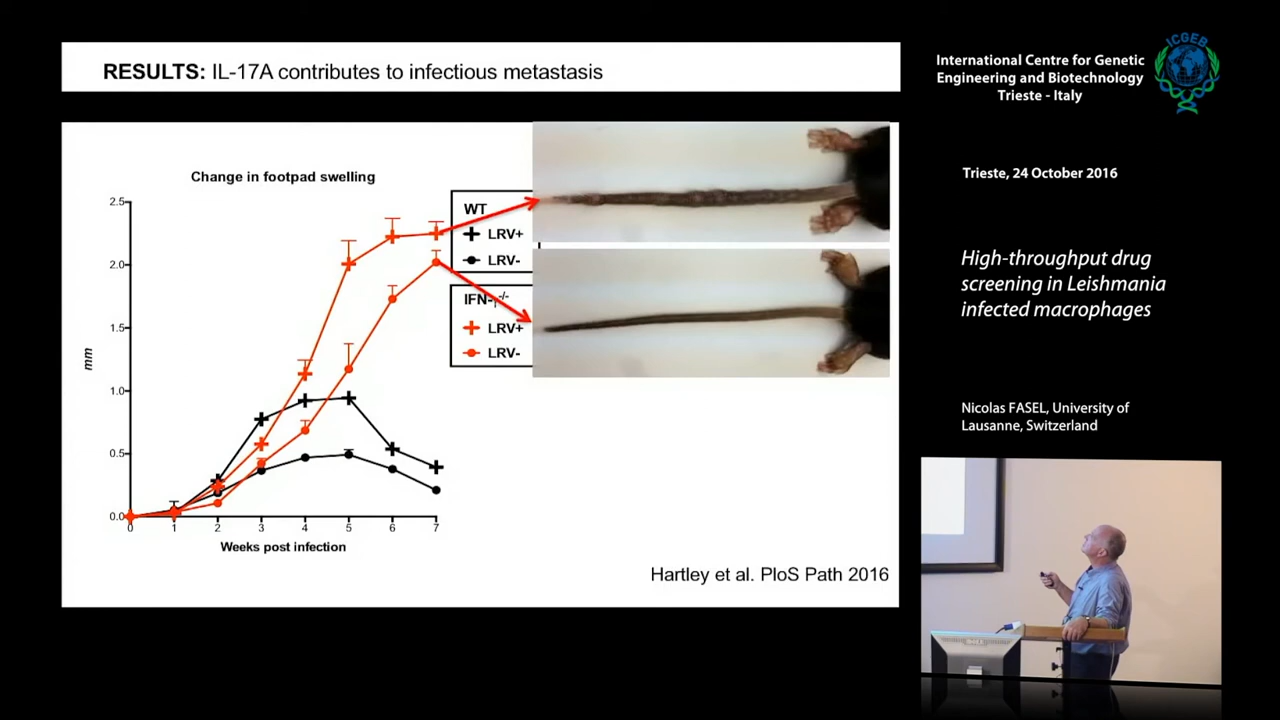 RESULTS: IL-17A contributes to infectious metastasis
Change in footpad swelling
2.5
2.0
1.5
1.0
0.5
0.0
mm
0 1 2 3 4 5 6 7
Weeks post infection
WT
LRV+
LRV-
LRV+
LRV-
Hartley et al. PloS Path 2016
International Centre for Genetic
Engineering and Biotechnology
Trieste - Italy
ICGEB
Trieste, 24 October 2016
High-throughput drug
screening in Leishmania
infected macrophages
Nicolas FASEL, University of
Lausanne, Switzerland